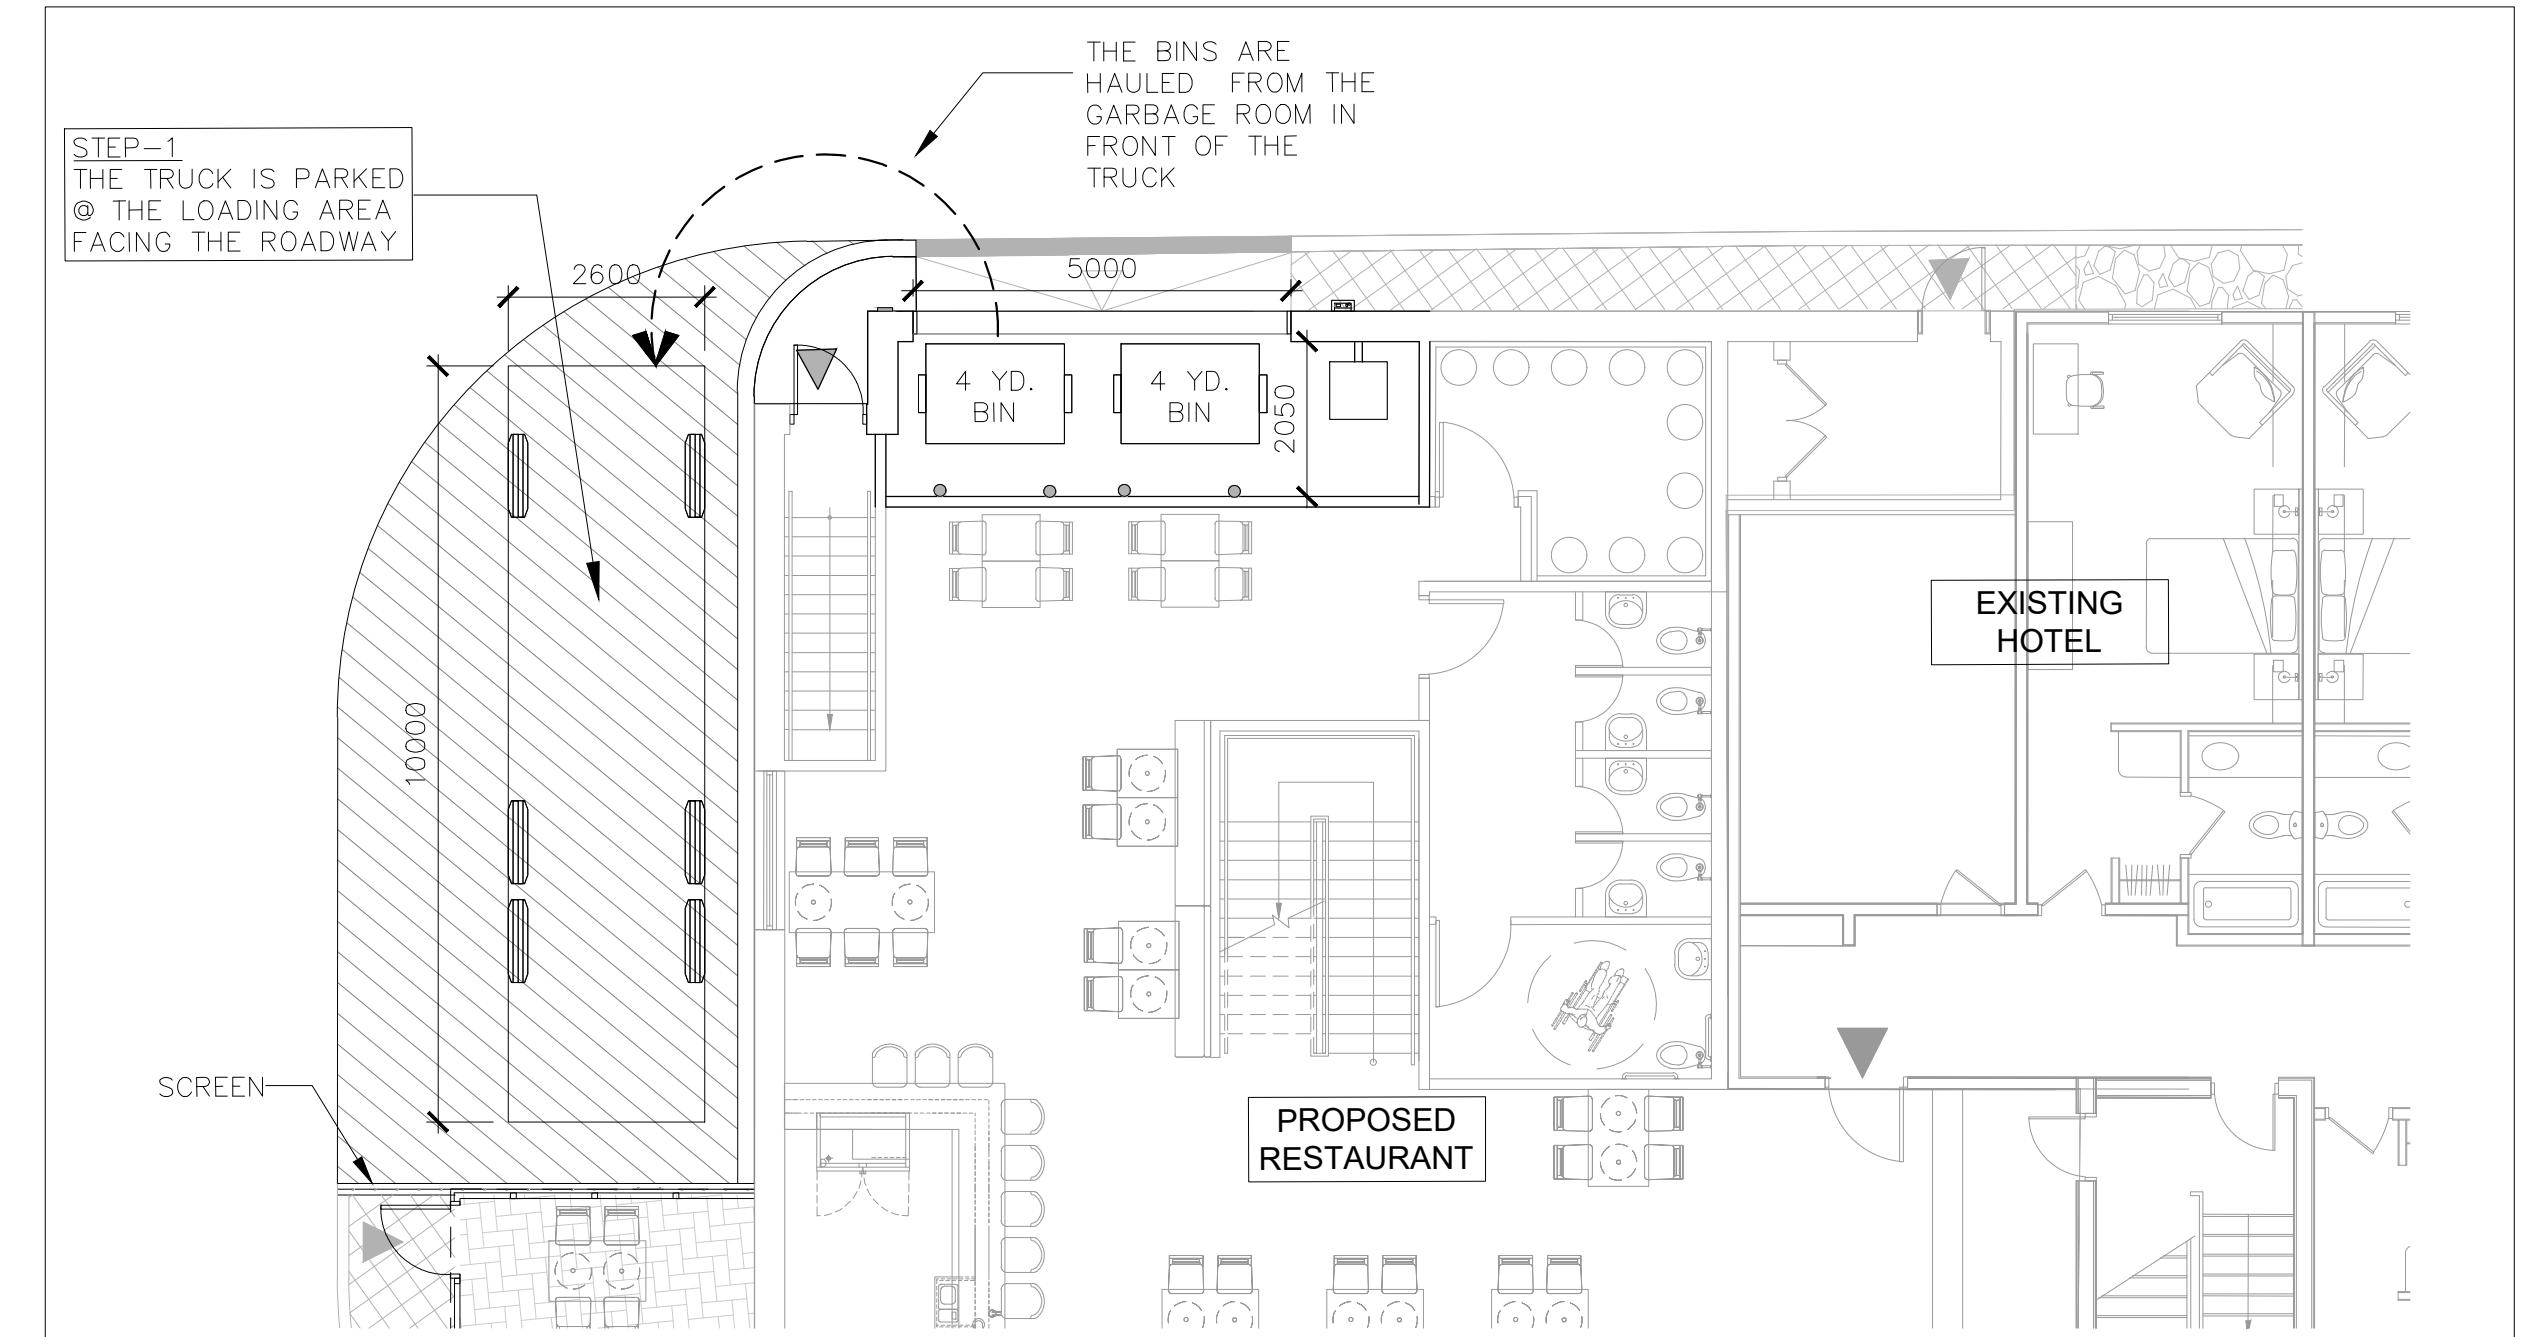 THE BINS ARE
HAULED FROM THE
GARBAGE ROOM IN
FRONT OF THE
TRUCK
STEP-1
THE TRUCK IS PARKED
@ THE LOADING AREA
FACING THE ROADWAY
2600
5000
4 YD.
BIN
4 YD.
BIN
2050
10000
EXISTING
HOTEL
SCREEN
PROPOSED
RESTAURANT